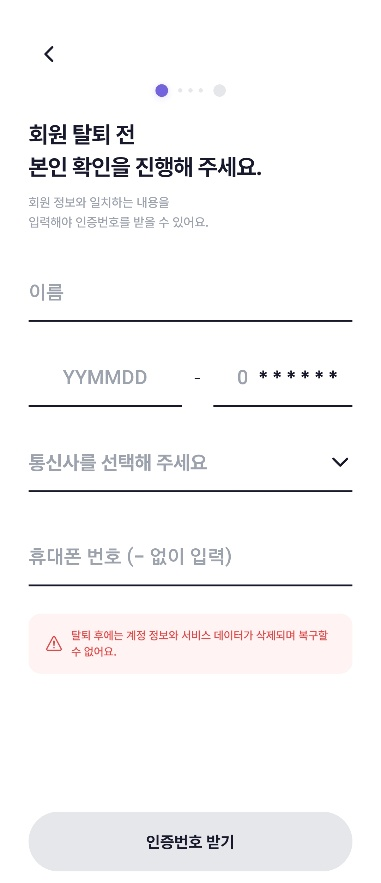 회원 탈퇴 전
본인 확인을 진행해 주세요.
회원 정보와 일치하는 내용을
입력해야 인증번호를 받을 수 있어요.
이름
YYMMDD - 0 ******
통신사를 선택해 주세요
휴대폰 번호 (- 없이 입력)
탈퇴 후에는 계정 정보와 서비스 데이터가 삭제되며 복구할
수 없어요.
인증번호 받기